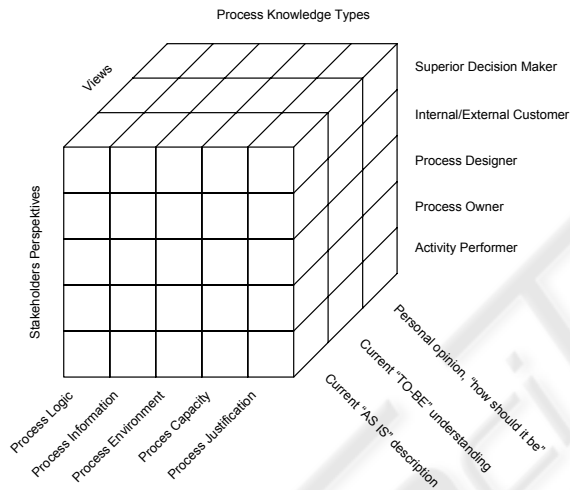 Process Knowledge Types
Views
Superior Decision Maker
Internal/External Customer
Process Designer
Process Owner
Activity Performer
Stakeholders Perspektives
Process Logic
Process Information
Process Environment
Proces Capacity
Process Justification
Personal opinion, "how should it be"
Current "TO-BE" understanding
Current "AS IS" description